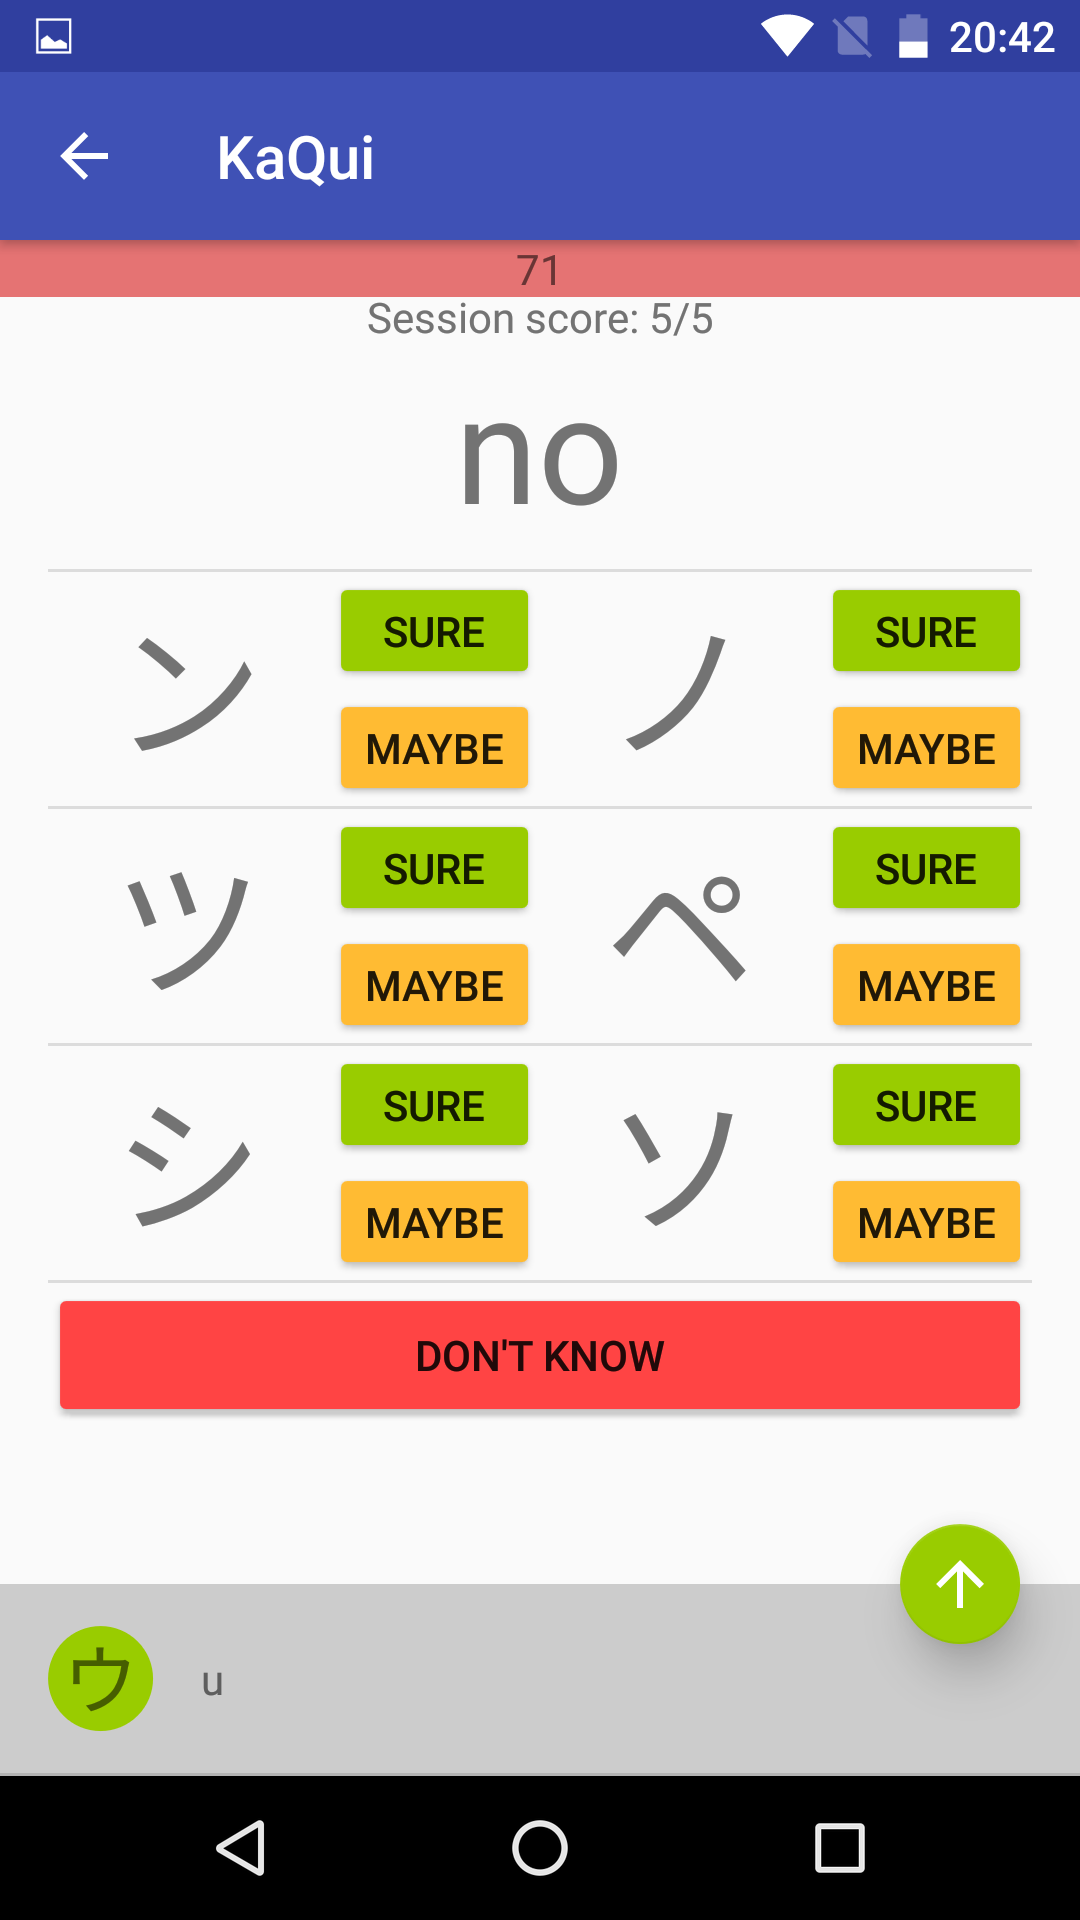 20:42
KaQui
71
Session score: 5/5
no
ン SURE ノ SURE
MAYBE MAYBE
ツ SURE ペ SURE
MAYBE MAYBE
シ SURE ソ SURE
MAYBE MAYBE
DON'T KNOW
ウ u